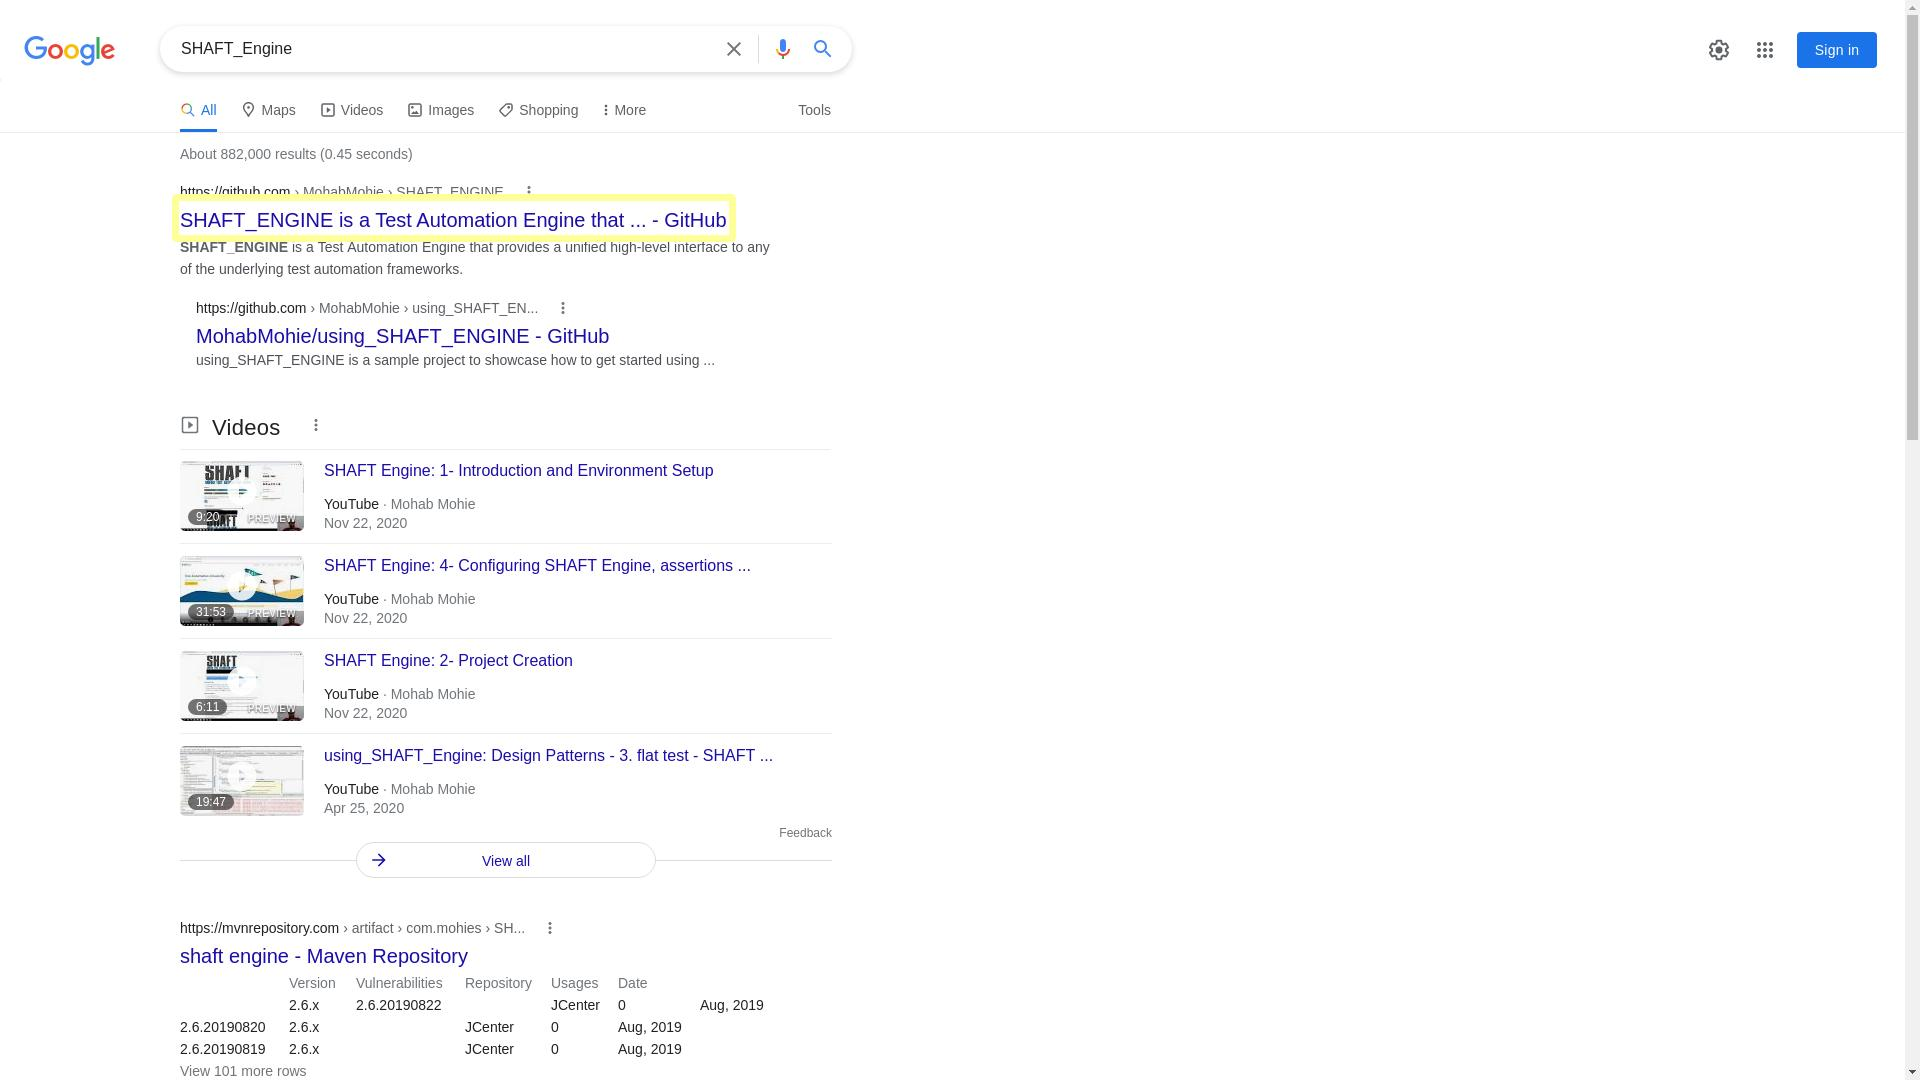 Google
SHAFT_Engine
Sign in
All
Maps
Videos
Images
Shopping
More
Tools
About 882,000 results (0.45 seconds)
https://github.com › MohabMohie › SHAFT_ENGINE
SHAFT_ENGINE is a Test Automation Engine that ... - GitHub
SHAFT_ENGINE is a Test Automation Engine that provides a unified high-level interface to any
of the underlying test automation frameworks.
https://github.com › MohabMohie › using_SHAFT_EN...
MohabMohie/using_SHAFT_ENGINE - GitHub
using_SHAFT_ENGINE is a sample project to showcase how to get started using ...
Videos
SHAFT
9:20 PREVIEW
SHAFT Engine: 1- Introduction and Environment Setup
YouTube · Mohab Mohie
Nov 22, 2020
31:53 PREVIEW
SHAFT Engine: 4- Configuring SHAFT Engine, assertions ...
YouTube · Mohab Mohie
Nov 22, 2020
SHAFT
6:11 PREVIEW
SHAFT Engine: 2- Project Creation
YouTube · Mohab Mohie
Nov 22, 2020
19:47
using_SHAFT_Engine: Design Patterns - 3. flat test - SHAFT ...
YouTube · Mohab Mohie
Apr 25, 2020
Feedback
View all
https://mvnrepository.com › artifact › com.mohies › SH...
shaft engine - Maven Repository
Version Vulnerabilities Repository Usages Date
2.6.x 2.6.20190822 JCenter 0 Aug, 2019
2.6.20190820 2.6.x JCenter 0 Aug, 2019
2.6.20190819 2.6.x JCenter 0 Aug, 2019
View 101 more rows